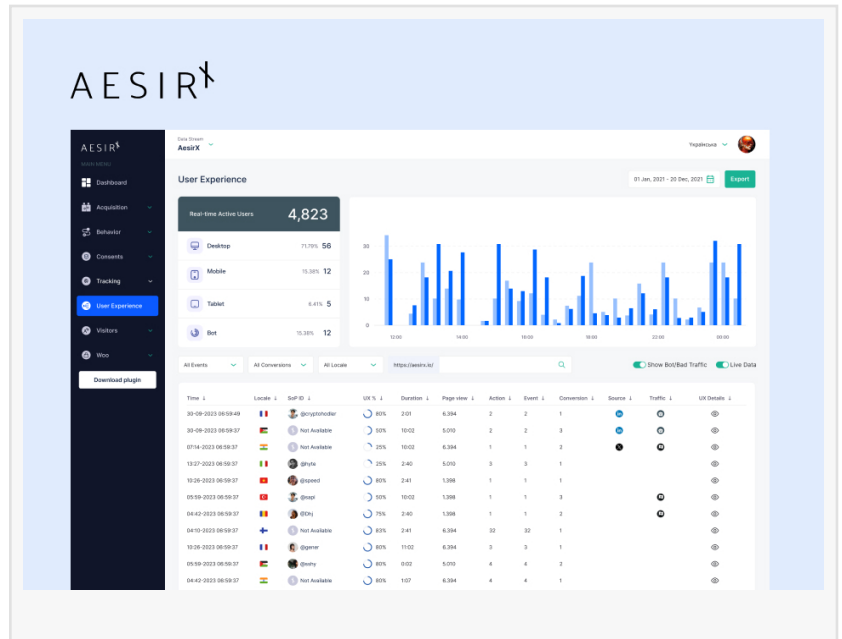 AESIRX
AESIRX
MAIN MENU
Dashboard
Acquisition
Behavior
Consents
Tracking
User Experience
Visitors
Woo
Download plugin
Data Stream
AesirX
Українська
User Experience
01 Jan, 2021 - 20 Dec, 2021
Export
Real-time Active Users 4,823
Desktop 71.79% 56
Mobile 15.38% 12
Tablet 6.41% 5
Bot 15.38% 12
30
20
10
0
12:00 14:00 16:00 18:00 22:00 00:00
All Events All Conversions All Locale https://aesirx.io/ Show Bot/Bad Traffic Live Data
Time ↓ Locale ↓ SoP ID ↓ UX % ↓ Duration ↓ Page view ↓ Action ↓ Event ↓ Conversion ↓ Source ↓ Traffic ↓ UX Details ↓
30-09-2023 06:59:49 @cryptohodler 80% 2:01 6.394 2 2 1 in
30-09-2023 06:59:37 S Not Available 50% 10:02 5.010 2 2 3 in
07:14-2023 06:59:37 S Not Available 25% 10:02 6.394 1 1 2 X
13:27-2023 06:59:37 @hyfa 25% 2:40 5.010 3 3 1
10:26-2023 06:59:37 @speed 80% 2:41 1.398 1 1 1
05:59-2023 06:59:37 @sapi 50% 10:02 1.398 1 1 3
04:42-2023 06:59:37 @Dhj 75% 2:40 1.398 1 1 2
04:10-2023 06:59:37 S Not Available 83% 2:41 6.394 22 22 1
10:26-2023 06:59:37 @gener 80% 11:02 6.394 3 3 1
05:59-2023 06:59:37 @oshy 80% 0:02 5.010 4 4 2
04:42-2023 06:59:37 S Not Available 80% 1:07 6.394 4 4 1